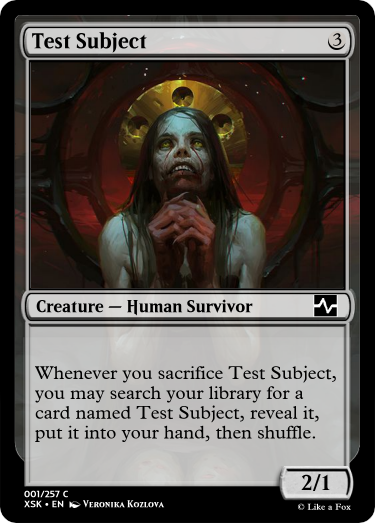 Test Subject 3
Creature — Human Survivor
Whenever you sacrifice Test Subject,
you may search your library for a
card named Test Subject, reveal it,
put it into your hand, then shuffle.
2/1
001/257 C
XSK • EN Veronika Kozlova
© Like a Fox